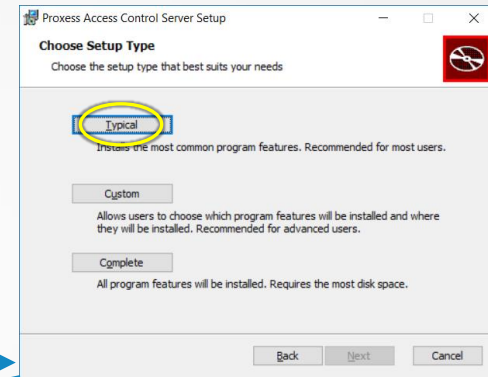 Proxess Access Control Server Setup
Choose Setup Type
Choose the setup type that best suits your needs
Typical
Installs the most common program features. Recommended for most users.
Custom
Allows users to choose which program features will be installed and where
they will be installed. Recommended for advanced users.
Complete
All program features will be installed. Requires the most disk space.
Back Next Cancel